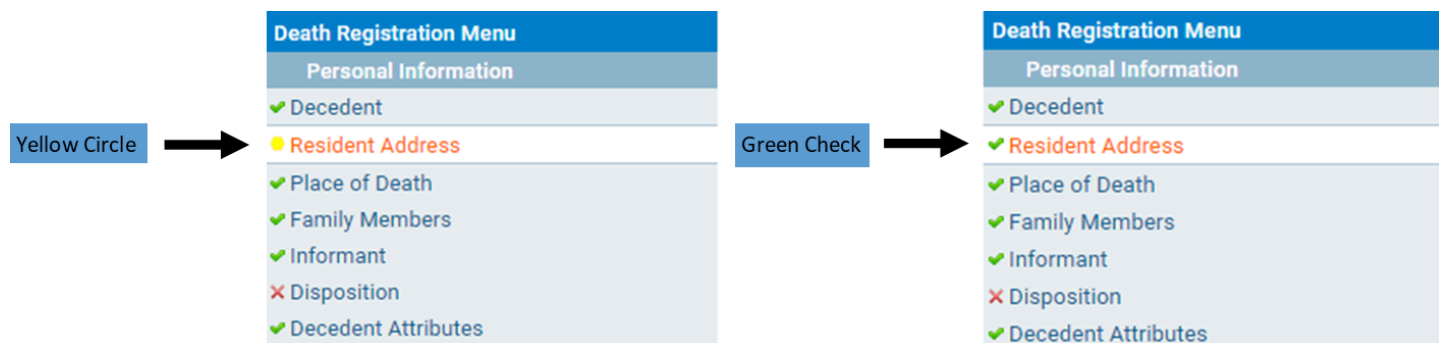 Death Registration Menu
Personal Information
Decedent
Yellow Circle
Resident Address
Place of Death
Family Members
Informant
Disposition
Decedent Attributes
Death Registration Menu
Personal Information
Decedent
Green Check
Resident Address
Place of Death
Family Members
Informant
Disposition
Decedent Attributes